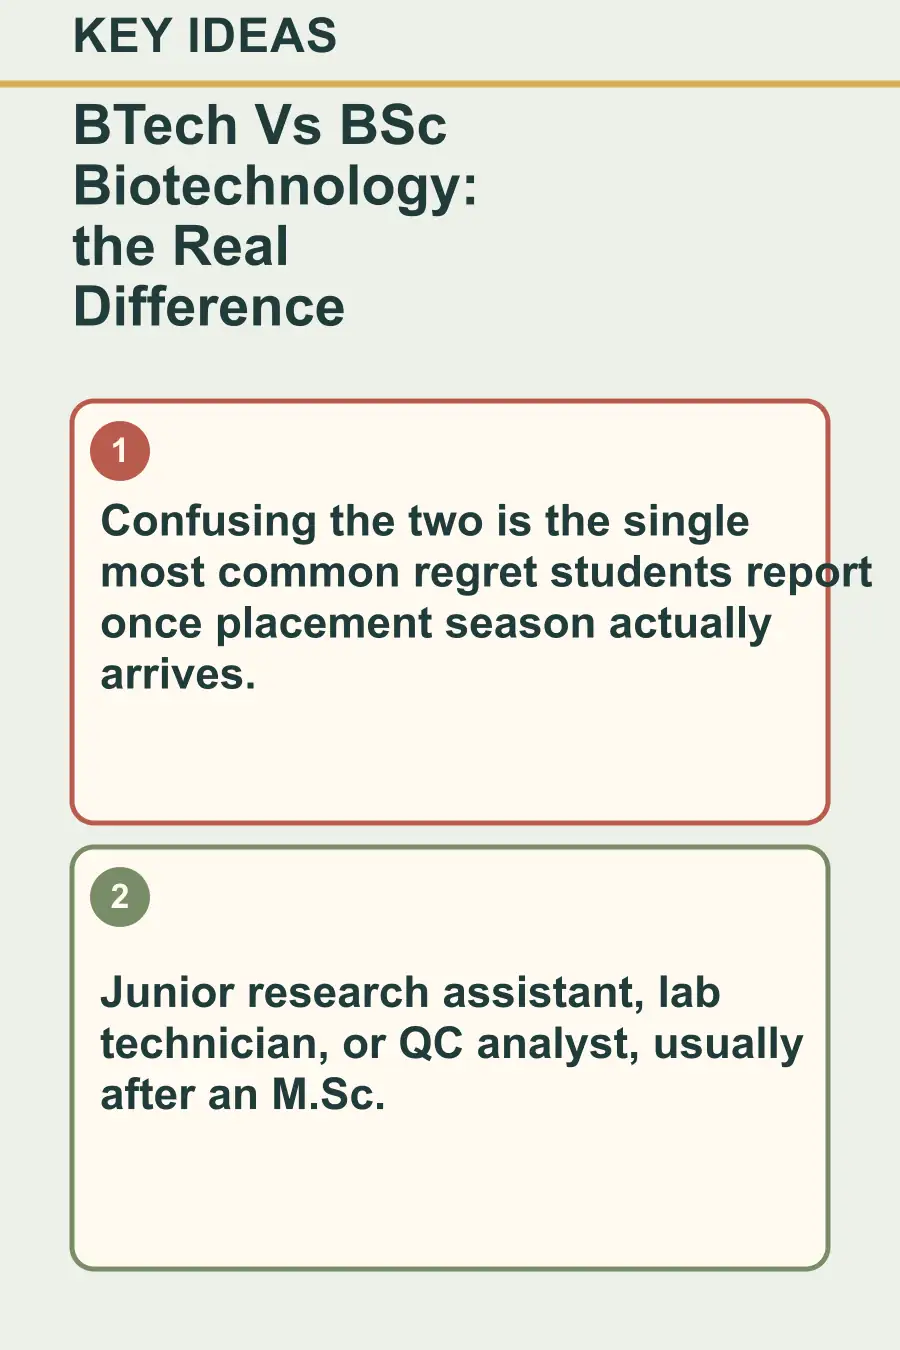 KEY IDEAS
BTech Vs BSc
Biotechnology:
the Real
Difference
1
Confusing the two is the single
most common regret students report
once placement season actually
arrives.
2
Junior research assistant, lab
technician, or QC analyst, usually
after an M.Sc.